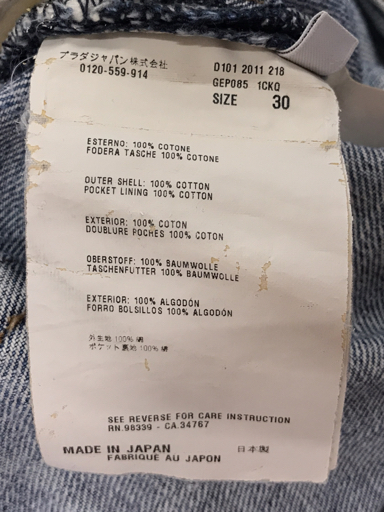 プラダジャパン株式会社
0120-559-914
D101 2011 218
GEP085 1CKQ
SIZE 30
ESTERNO: 100% COTONE
FODERA TASCHE 100% COTONE
OUTER SHELL: 100% COTTON
POCKET LINING 100% COTTON
EXTERIOR: 100% COTON
DOUBLURE POCHES 100% COTON
OBERSTOFF: 100% BAUMWOLLE
TASCHENFUTTER 100% BAUMWOLLE
EXTERIOR: 100% ALGODÓN
FORRO BOLSILLOS 100% ALGODÓN
外生地 100% 綿
ポケット裏地 100% 綿
SEE REVERSE FOR CARE INSTRUCTION
RN.98339 - CA.34767
MADE IN JAPAN 日本製
FABRIQUE AU JAPON